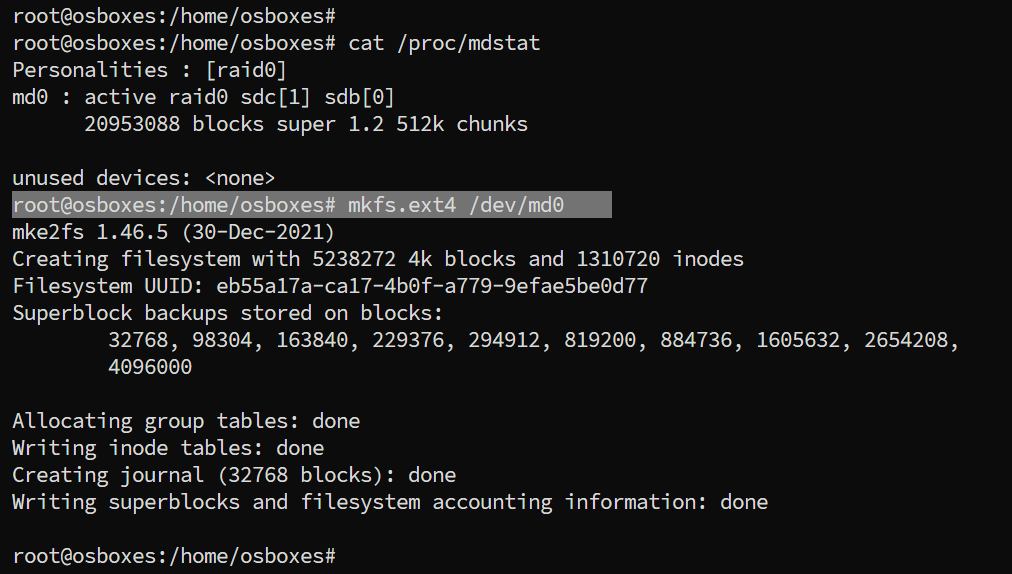 root@osboxes:/home/osboxes#
root@osboxes:/home/osboxes# cat /proc/mdstat
Personalities : [raid0]
md0 : active raid0 sdc[1] sdb[0]
      20953088 blocks super 1.2 512k chunks

unused devices: <none>
root@osboxes:/home/osboxes# mkfs.ext4 /dev/md0
mke2fs 1.46.5 (30-Dec-2021)
Creating filesystem with 5238272 4k blocks and 1310720 inodes
Filesystem UUID: eb55a17a-ca17-4b0f-a779-9efae5be0d77
Superblock backups stored on blocks:
        32768, 98304, 163840, 229376, 294912, 819200, 884736, 1605632, 2654208,
        4096000

Allocating group tables: done
Writing inode tables: done
Creating journal (32768 blocks): done
Writing superblocks and filesystem accounting information: done

root@osboxes:/home/osboxes#